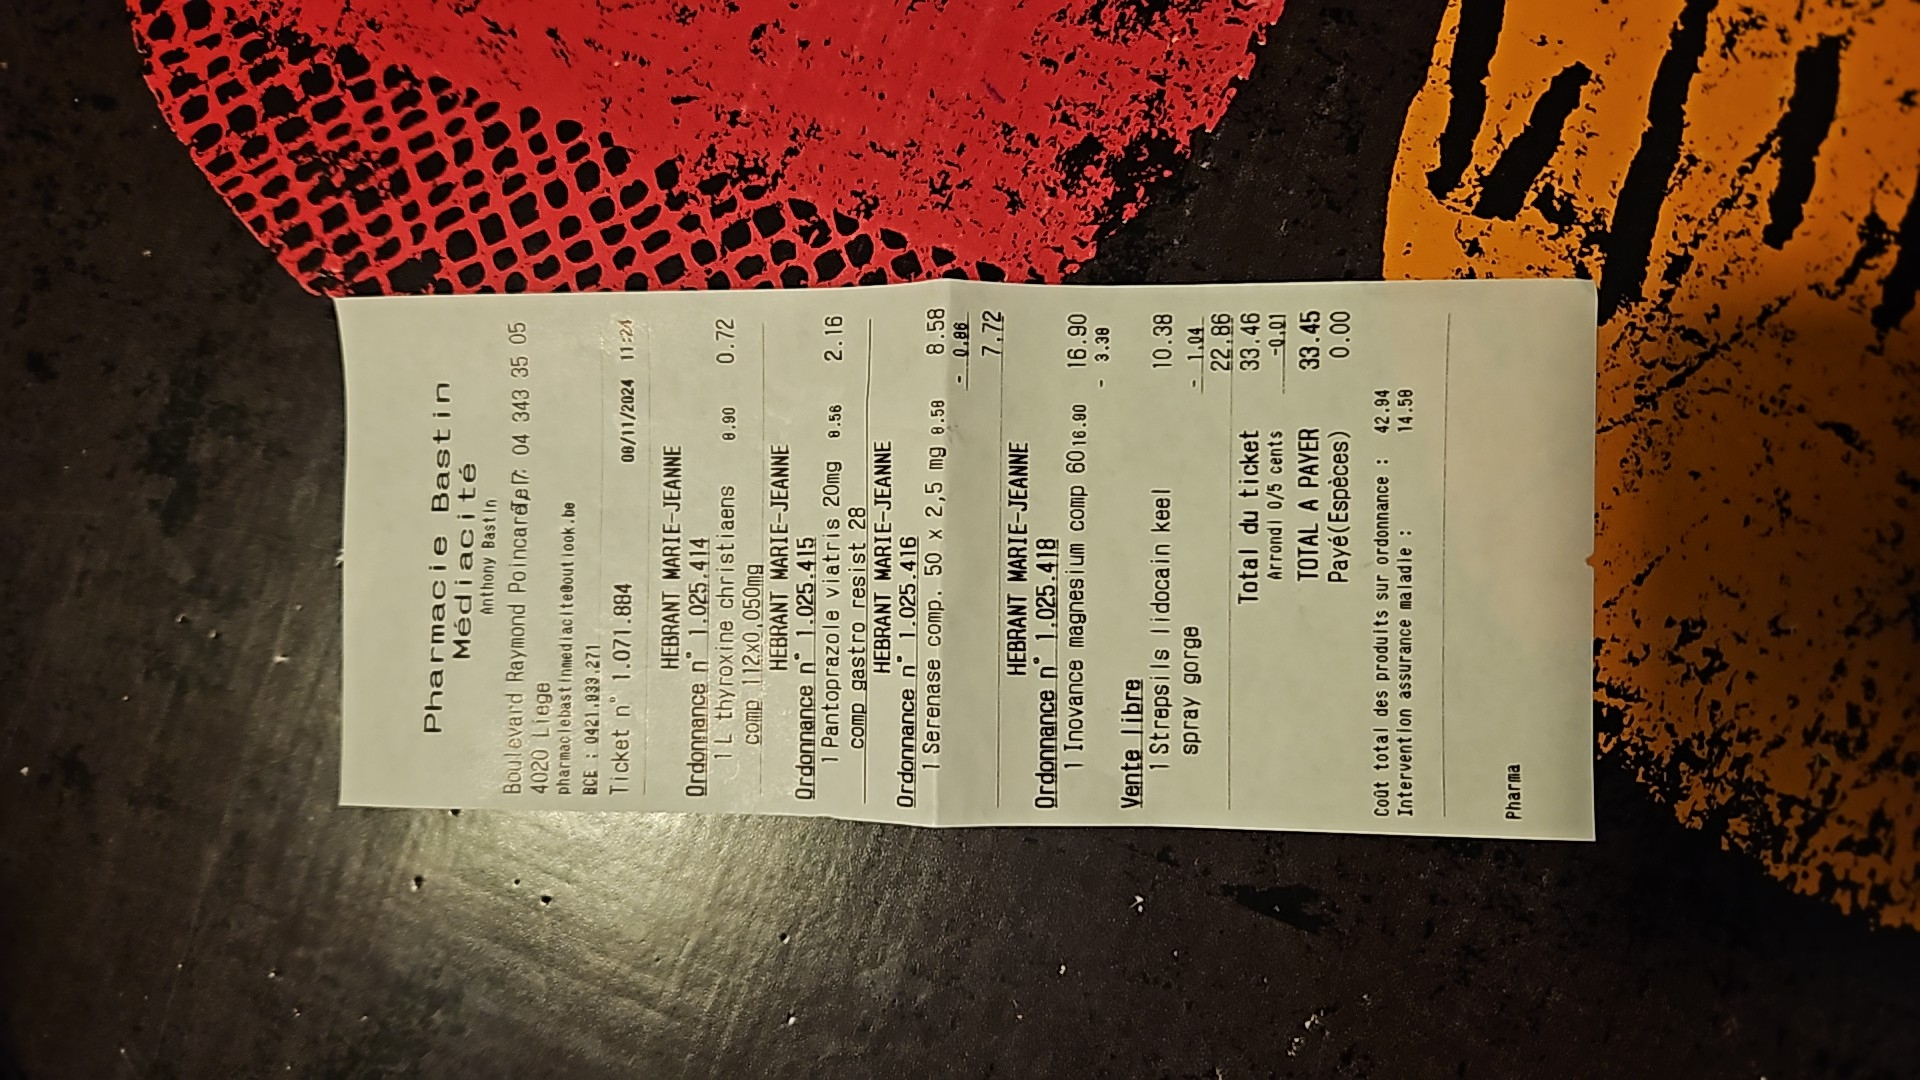 Pharmacie Bastin
Médiacité
Anthony Bastin
Boulevard Raymond Poincaré, 04 343 35 05
4020 Liege
pharmaciebastinmediacite@outlook.be
BCE : 0421.939.271
Ticket n° 1.071.884 08/11/2024 11:24
HEBRANT MARIE-JEANNE
Ordonnance n° 1.025.414
1 L thyroxine christiaens 0.90 0.72
comp 112x0,050mg
HEBRANT MARIE-JEANNE
Ordonnance n° 1.025.415
1 Pantoprazole viatris 20mg 8.56 2.16
comp gastro resist 28
HEBRANT MARIE-JEANNE
Ordonnance n° 1.025.416
1 Serenase comp. 50 x 2,5 mg 8.58 8.58
- 0.86
7.72
HEBRANT MARIE-JEANNE
Ordonnance n° 1.025.418
1 Inovance magnesium comp 60 16.90 16.90
- 3.38
Vente libre
1 Strepsils lidocain keel 10.38
spray gorge - 1.04
22.86
Total du ticket 33.46
Arrondi 0/5 cents -0.01
TOTAL A PAYER 33.45
Payé(Espèces) 0.00
Coût total des produits sur ordonnance : 42.94
Intervention assurance maladie : 14.50
Pharma